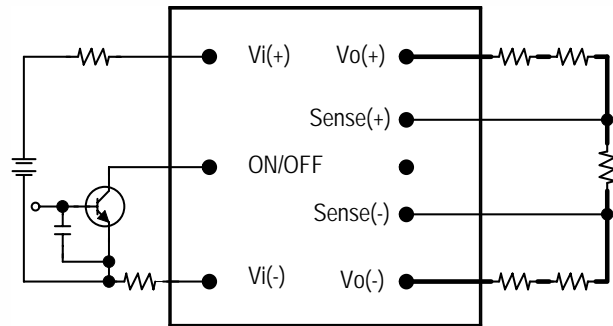 Vi(+) Vo(+)
Sense(+)
ON/OFF
Sense(-)
Vi(-) Vo(-)